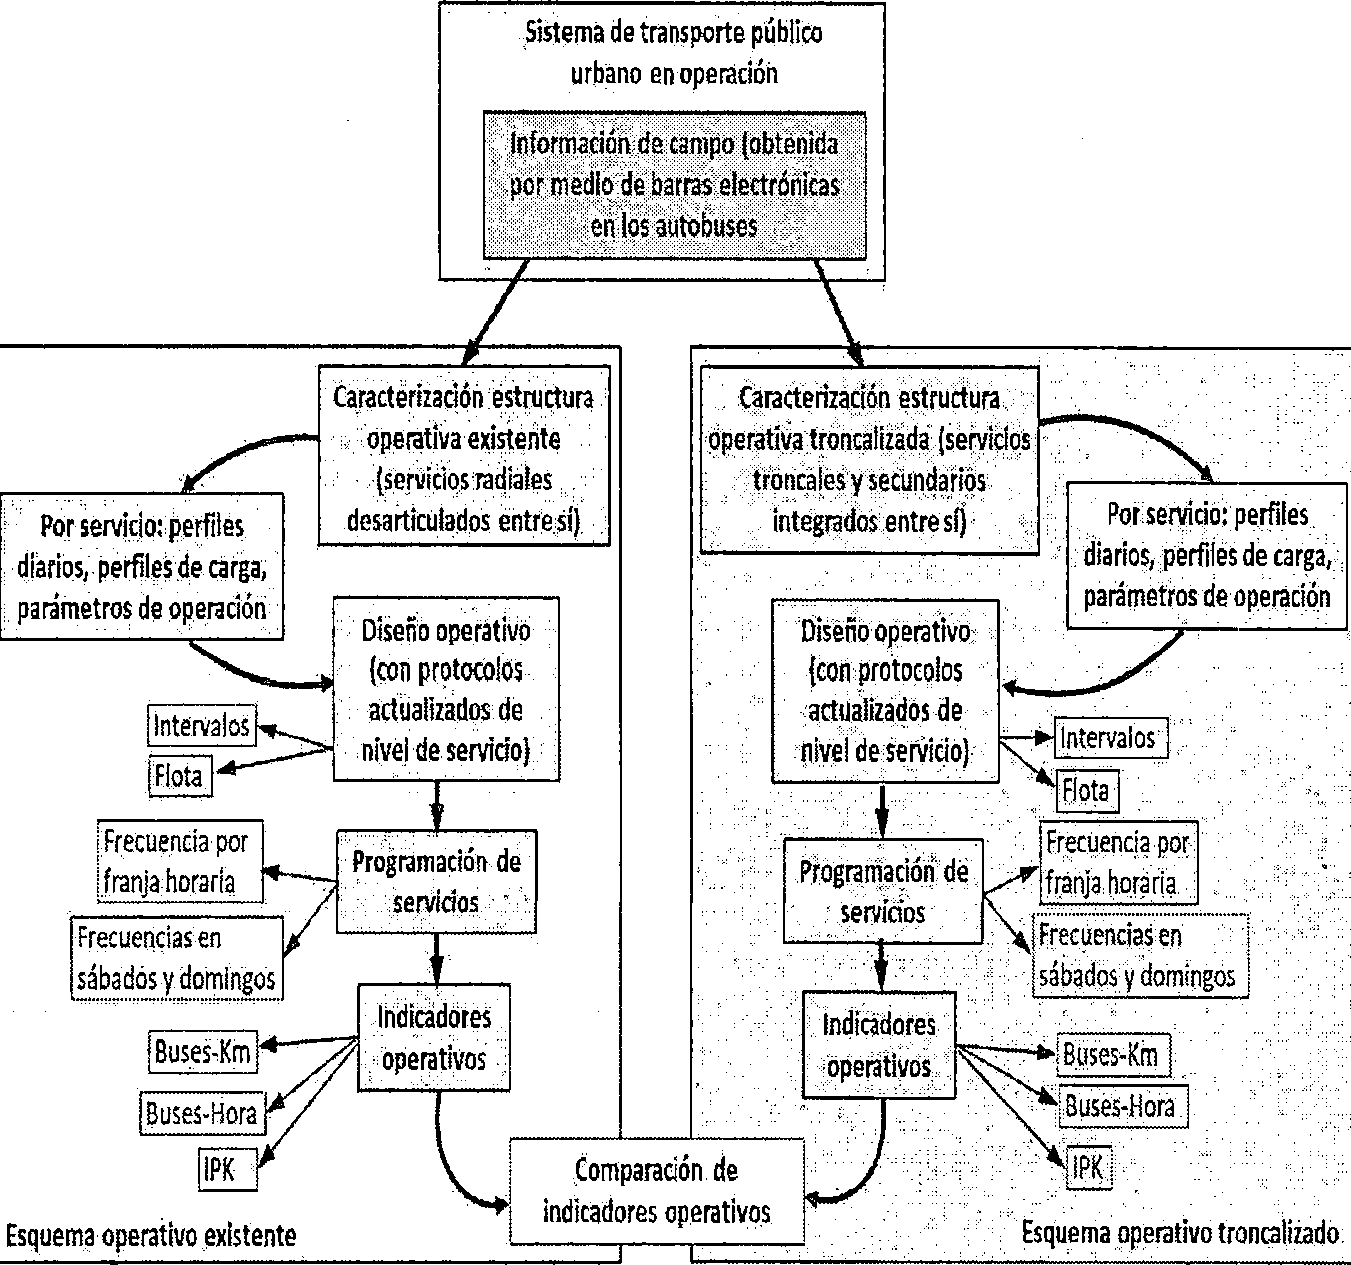 Sistema de transporte público
urbano en operación
Información de campo (obtenida
por medio de barras electrónicas
en los autobuses
Caracterización estructura
operativa existente
(servicios radiales
desarticulados entre sí)
Por servicio: perfiles
diarios, perfiles de carga,
parámetros de operación
Diseño operativo
(con protocolos
actualizados de
nivel de servicio)
Intervalos
Flota
Programación de
servicios
Frecuencia por
franja horaria
Frecuencias en
sábados y domingos
Indicadores
operativos
Buses-Km
Buses-Hora
IPK
Esquema operativo existente
Caracterización estructura
operativa troncalizada (servicios
troncales y secundarios
integrados entre sí)
Por servicio: perfiles
diarios, perfiles de carga,
parámetros de operación
Diseño operativo
(con protocolos
actualizados de
nivel de servicio)
Intervalos
Flota
Programación de
servicios
Frecuencia por
franja horaria
Frecuencias en
sábados y domingos
Indicadores
operativos
Buses-Km
Buses-Hora
IPK
Comparación de
indicadores operativos
Esquema operativo troncalizado